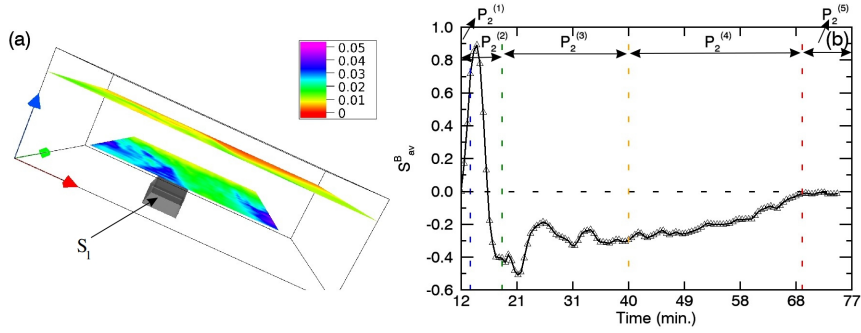 (a)
0.05
0.04
0.03
0.02
0.01
0
S1
P2(1)
P2(2)
P2(3)
P2(4)
P2(5)
(b)
1.0
0.8
0.6
0.4
0.2
0.0
-0.2
-0.4
-0.6
SBav
12 21 31 40 49 58 68 77
Time (min.)